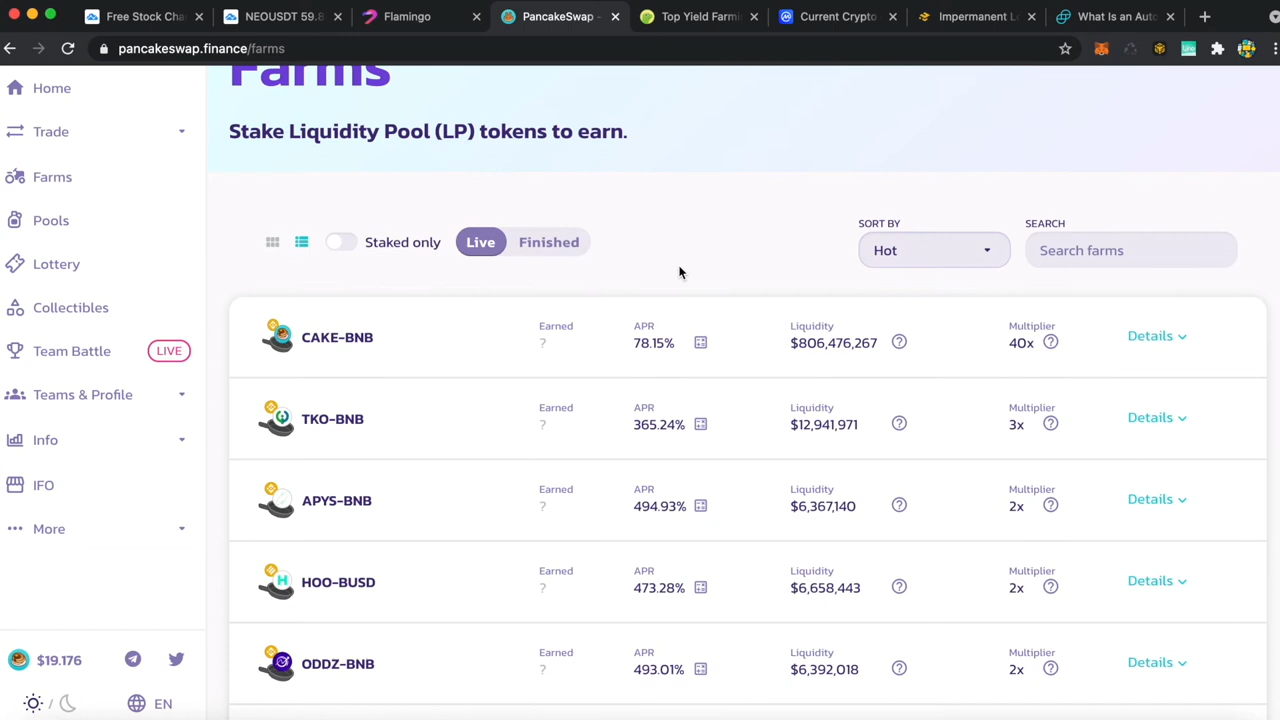 Free Stock Cha
NEOUSDT 59.8
Flamingo
PancakeSwap -
Top Yield Farmi
Current Crypto
Impermanent Lo
What Is an Auto
pancakeswap.finance/farms
Home
Trade
Farms
Pools
Lottery
Collectibles
Team Battle LIVE
Teams & Profile
Info
IFO
More
$19.176
/ EN
Farms
Stake Liquidity Pool (LP) tokens to earn.
Staked only Live Finished
SORT BY
Hot
SEARCH
Search farms
CAKE-BNB
Earned APR Liquidity Multiplier
? 78.15% $806,476,267 40x
Details
TKO-BNB
Earned APR Liquidity Multiplier
? 365.24% $12,941,971 3x
Details
APYS-BNB
Earned APR Liquidity Multiplier
? 494.93% $6,367,140 2x
Details
HOO-BUSD
Earned APR Liquidity Multiplier
? 473.28% $6,658,443 2x
Details
ODDZ-BNB
Earned APR Liquidity Multiplier
? 493.01% $6,392,018 2x
Details